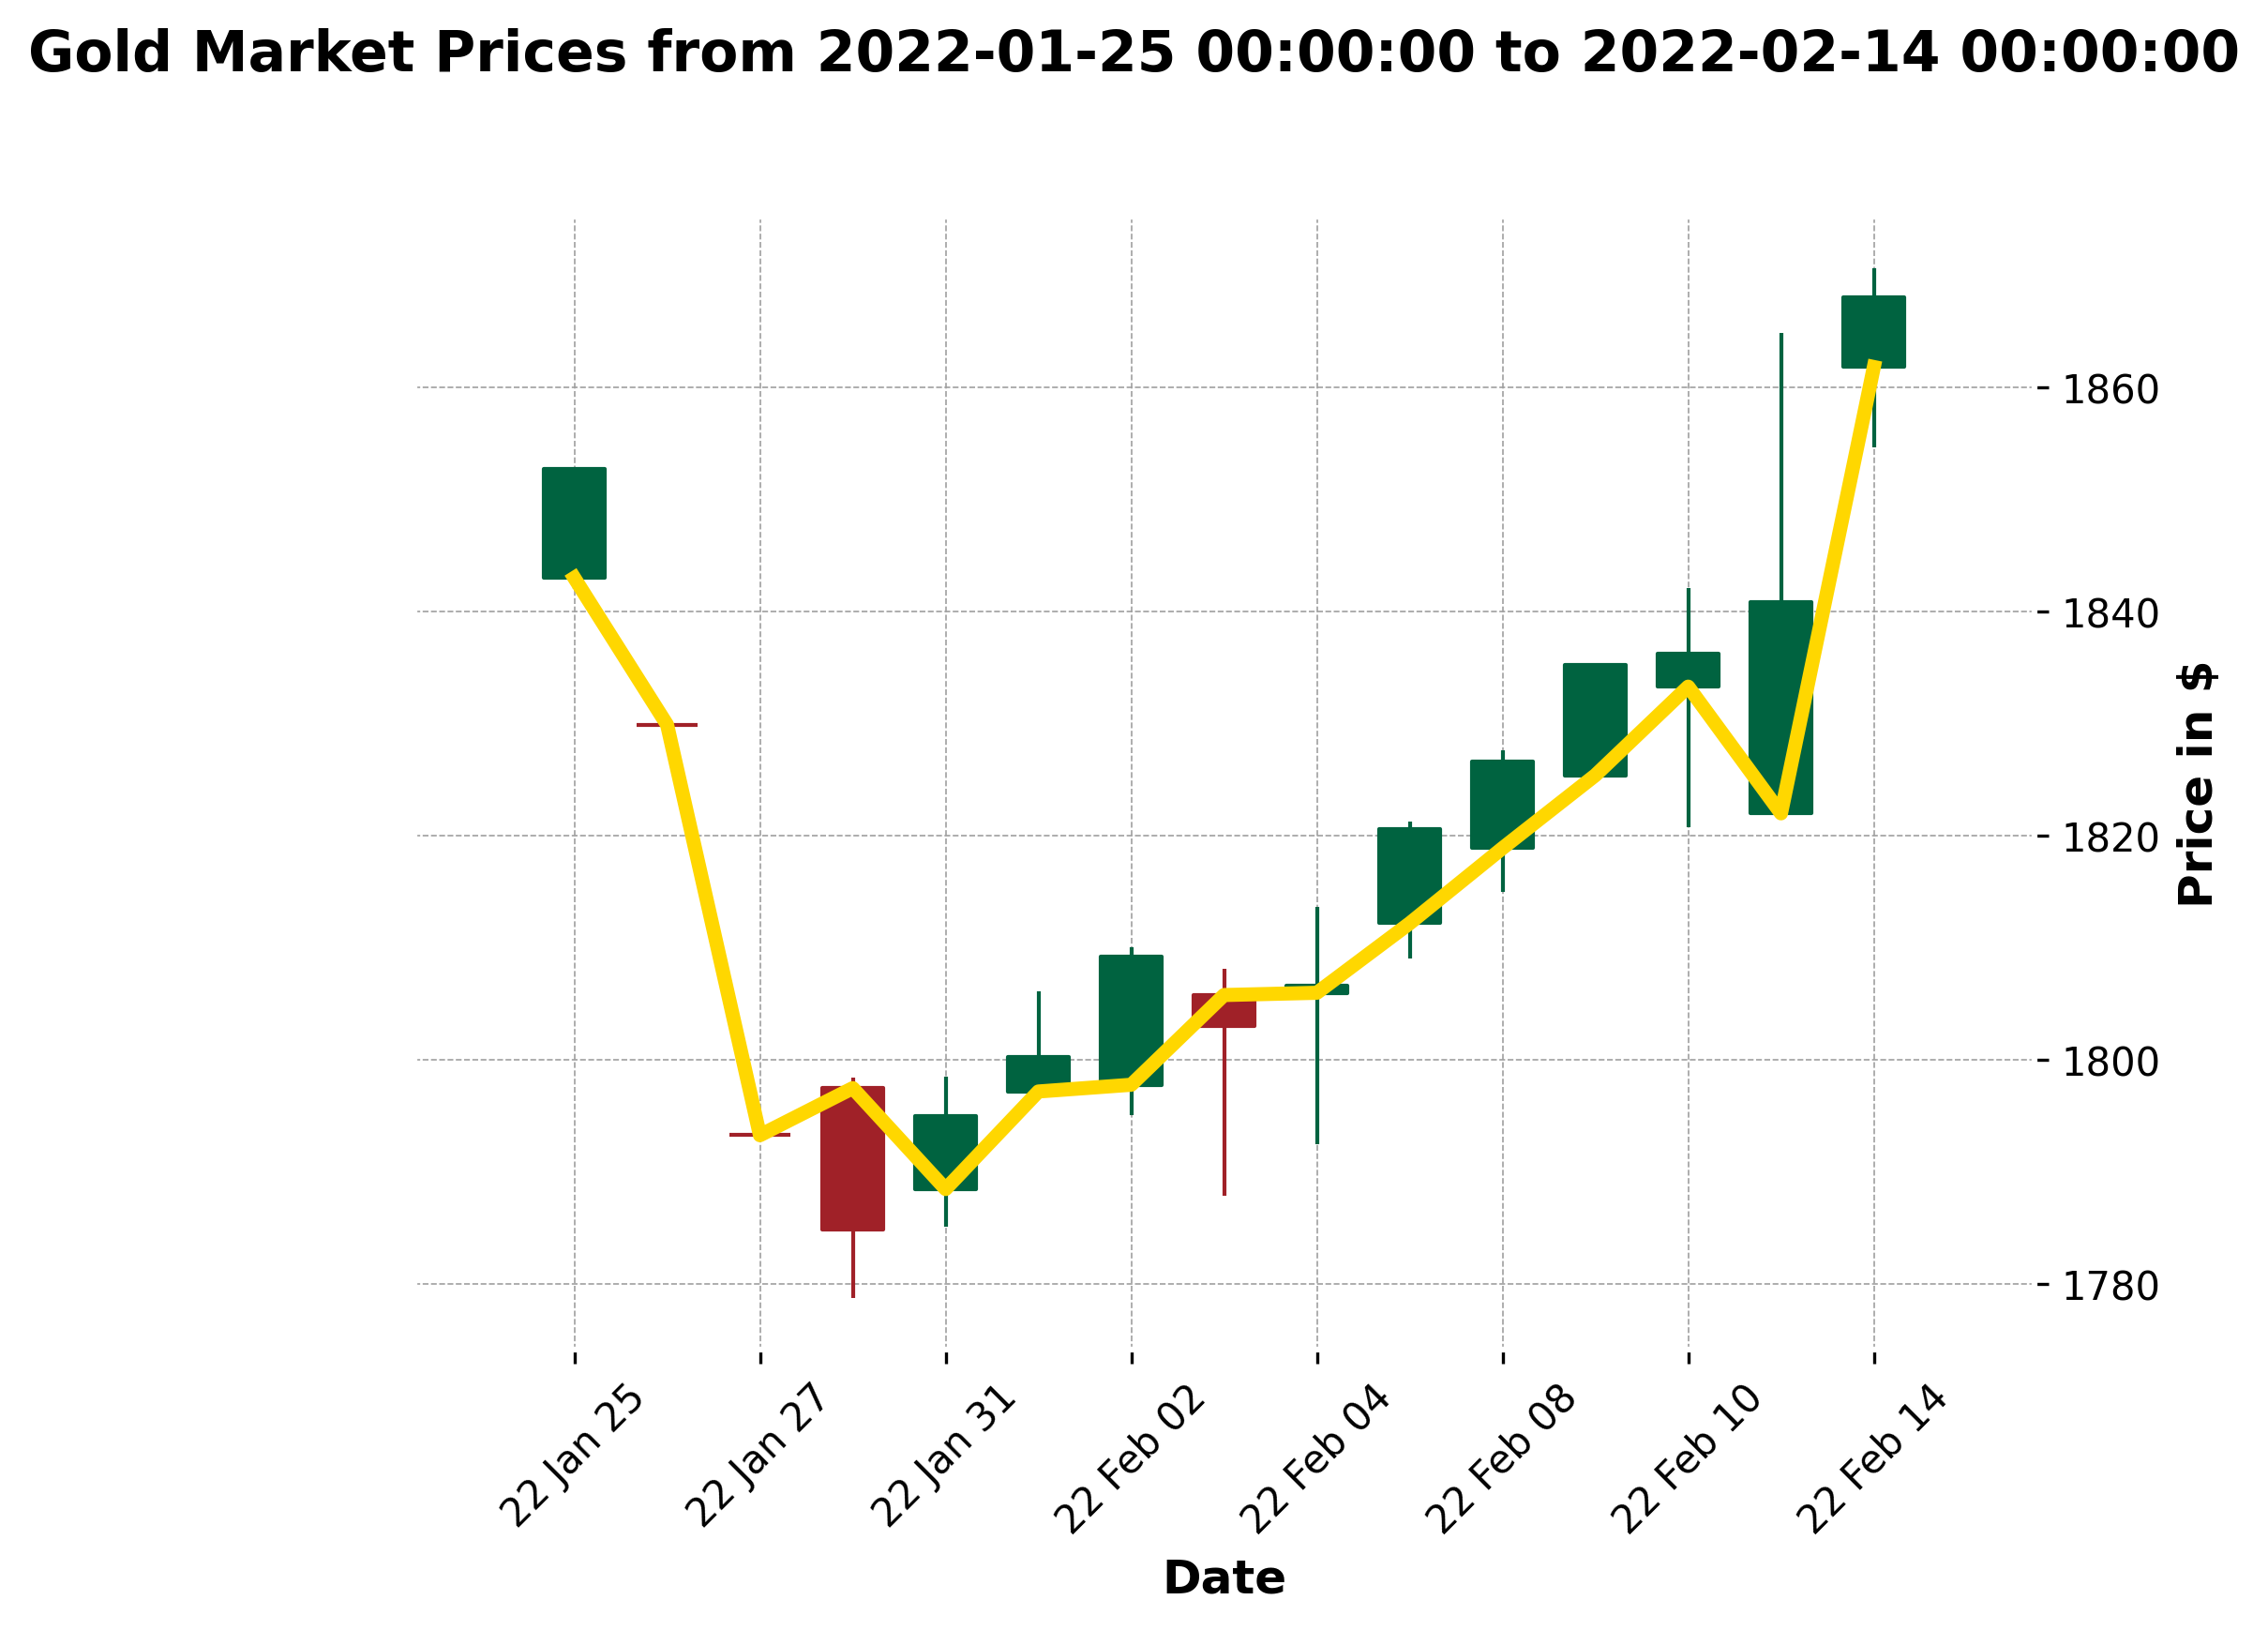 Gold Market Prices from 2022-01-25 00:00:00 to 2022-02-14 00:00:00
1860
1840
1820
1800
1780
Price in $
22 Jan 25
22 Jan 27
22 Jan 31
22 Feb 02
22 Feb 04
22 Feb 08
22 Feb 10
22 Feb 14
Date